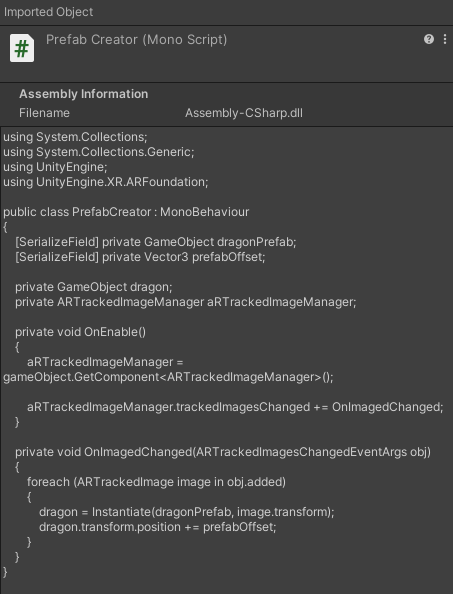 Imported Object
Prefab Creator (Mono Script)
Assembly Information
Filename Assembly-CSharp.dll
using System.Collections;
using System.Collections.Generic;
using UnityEngine;
using UnityEngine.XR.ARFoundation;
public class PrefabCreator : MonoBehaviour
{
[SerializeField] private GameObject dragonPrefab;
[SerializeField] private Vector3 prefabOffset;
private GameObject dragon;
private ARTrackedImageManager aRTrackedImageManager;
private void OnEnable()
{
aRTrackedImageManager =
gameObject.GetComponent<ARTrackedImageManager>();
aRTrackedImageManager.trackedImagesChanged += OnImagedChanged;
}
private void OnImagedChanged(ARTrackedImagesChangedEventArgs obj)
{
foreach (ARTrackedImage image in obj.added)
{
dragon = Instantiate(dragonPrefab, image.transform);
dragon.transform.position += prefabOffset;
}
}
}